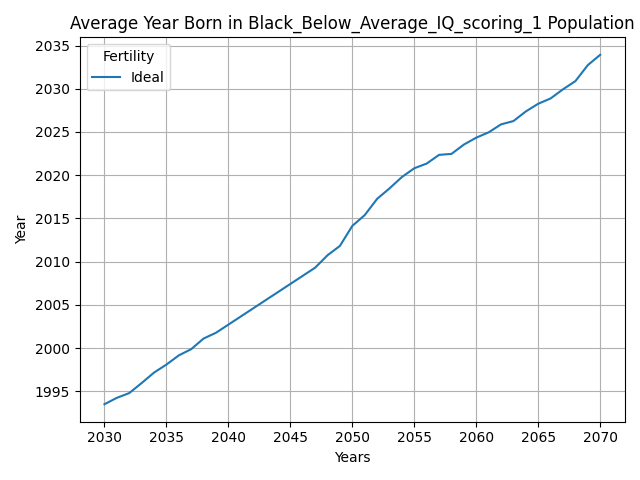 Average Year Born in Black_Below_Average_IQ_scoring_1 Population
Fertility
Ideal
Year
2035
2030
2025
2020
2015
2010
2005
2000
1995
2030 2035 2040 2045 2050 2055 2060 2065 2070
Years